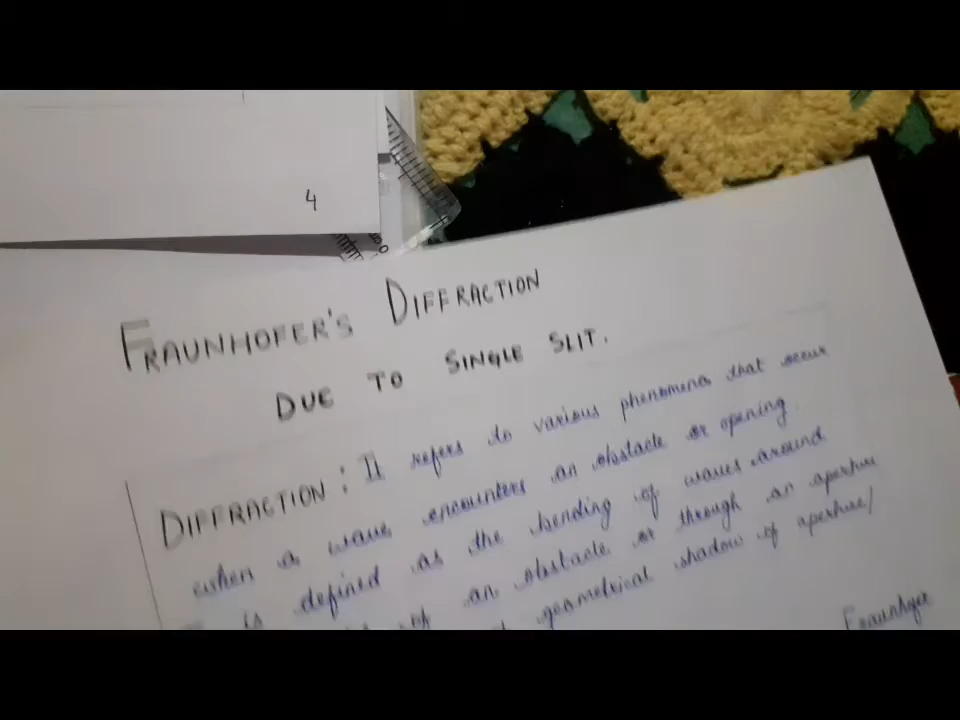 4
FRAUNHOFER'S DIFFRACTION
DUE TO SINGLE SLIT.
DIFFRACTION: It refers to various phenomena that occur
when a wave encounters an obstacle or opening.
is defined as the bending of waves around
of an obstacle or through an aperture
geometrical shadow of aperture/
Fraunhofer